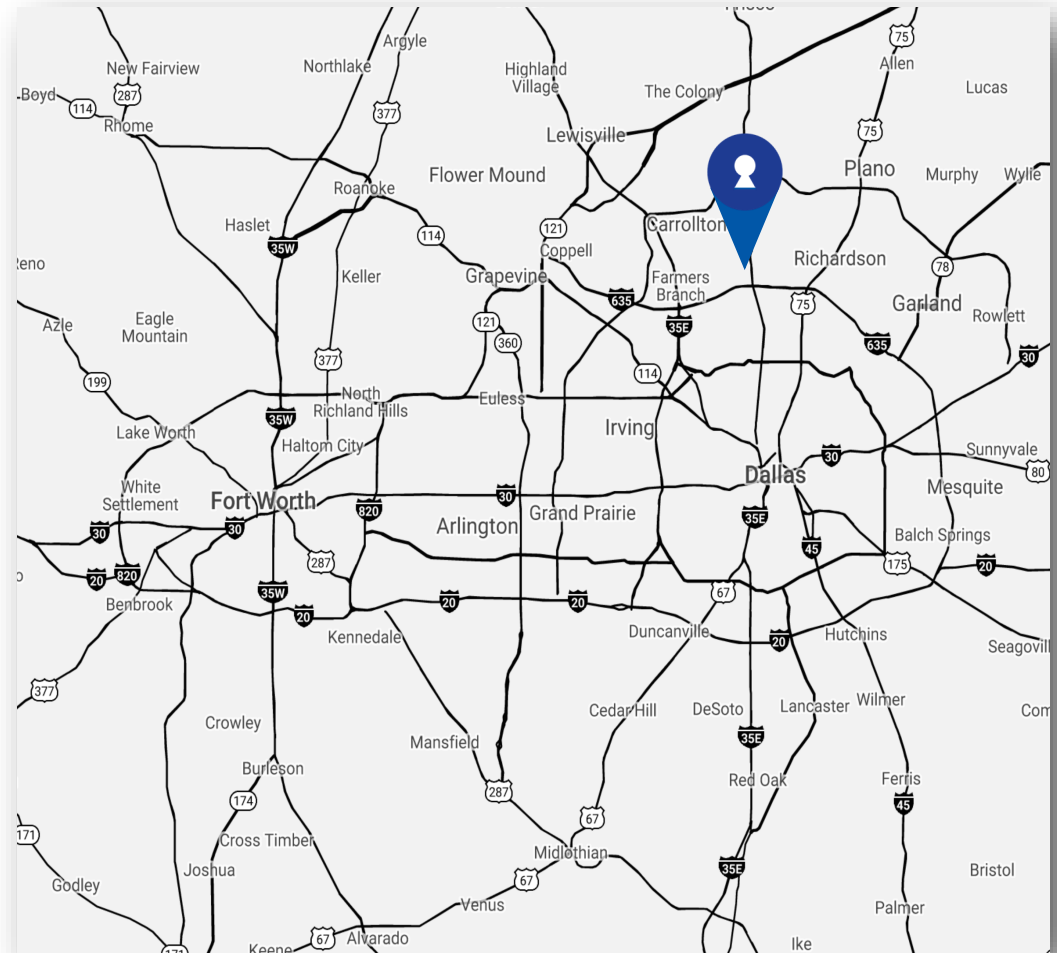 Argyle
75
New Fairview
Northlake
Highland
Village
Allen
Boyd
287
114
377
The Colony
Lucas
Rhome
Lewisville
75
Roanoke
Flower Mound
Plano
Murphy
Wylie
Haslet
35W
114
121
Carrollton
Coppell
Richardson
Keller
Grapevine
Farmers
Branch
78
635
75
Garland
Azle
Eagle
Mountain
121
35E
Rowlett
360
635
377
30
199
114
North
Richland Hills
Euless
35W
Lake Worth
Irving
Haltom City
30
Sunnyvale
80
White
Settlement
Fort Worth
Dallas
Mesquite
30
820
Arlington
Grand Prairie
35E
30
30
Balch Springs
45
287
175
20
820
20
35W
67
Benbrook
20
20
20
Kennedale
Duncanville
20
Hutchins
Seagovill
377
Crowley
Cedar Hill
DeSoto
Lancaster
Wilmer
Com
Mansfield
35E
Burleson
Red Oak
Ferris
174
287
45
171
67
Cross Timber
Midlothian
Joshua
35E
Bristol
Godley
67
Venus
Palmer
67
Alvarado
Ike
Keene
171